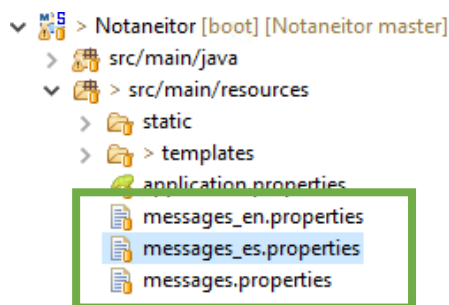 > Notaneitor [boot] [Notaneitor master]
> src/main/java
> src/main/resources
> static
> > templates
application.properties
messages_en.properties
messages_es.properties
messages.properties